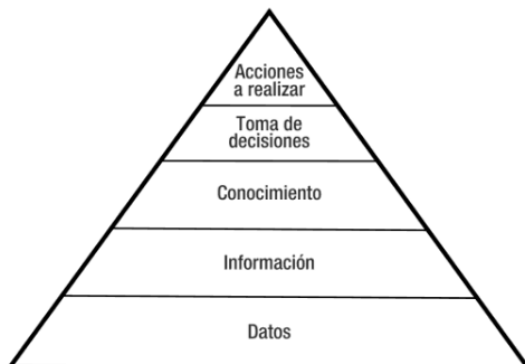 Acciones
a realizar
Toma de
decisiones
Conocimiento
Información
Datos